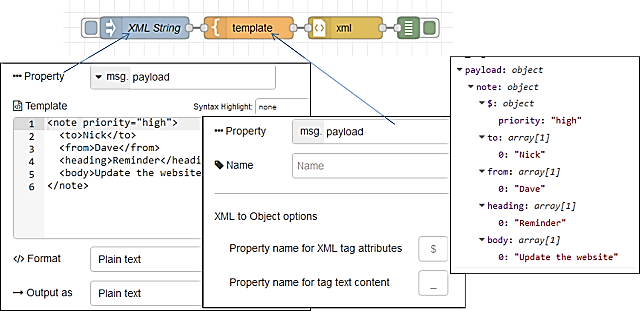 XML String
template
xml
Property
msg. payload
Template
Syntax Highlight: none
1 <note priority="high">
2 <to>Nick</to>
3 <from>Dave</from>
4 <heading>Reminder</headi
5 <body>Update the website
6 </note>
Format
Plain text
Output as
Plain text
Property
msg. payload
Name
Name
XML to Object options
Property name for XML tag attributes
$
Property name for tag text content
_
payload: object
note: object
$: object
priority: "high"
to: array[1]
0: "Nick"
from: array[1]
0: "Dave"
heading: array[1]
0: "Reminder"
body: array[1]
0: "Update the website"